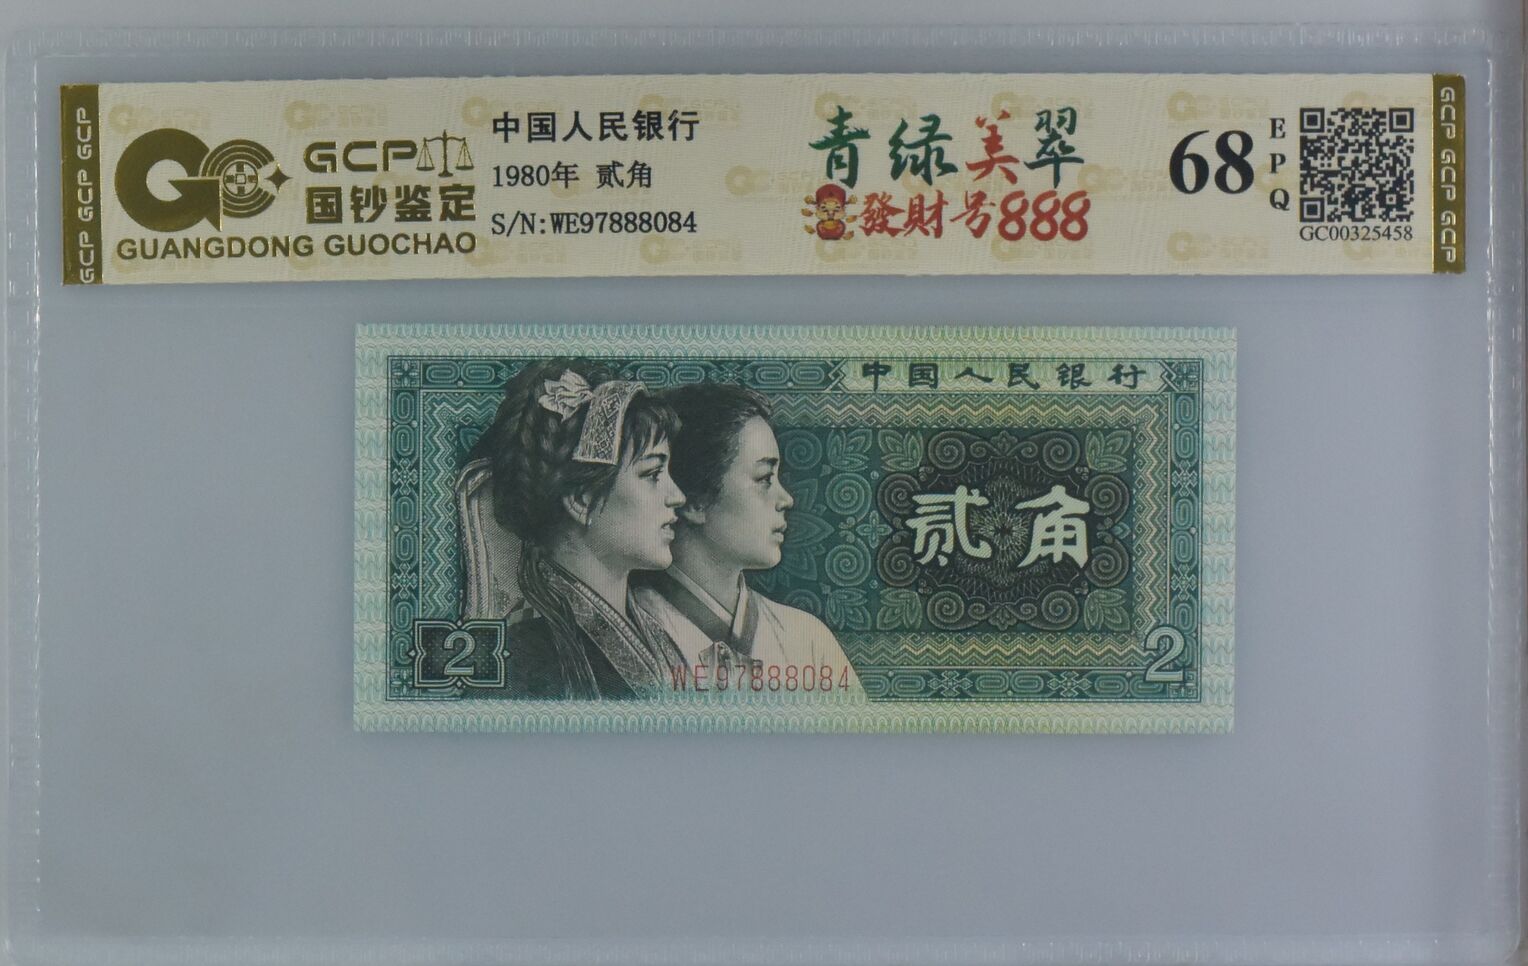 GCP GCP GCP
GCP
国钞鉴定
GUANGDONG GUOCHAO
中国人民银行
1980年 贰角
S/N:WE97888084
青绿美翠
發財号888
68
EPQ
GC00325458
GCP GCP GCP
中国人民银行
贰角
2
2
WE97888084